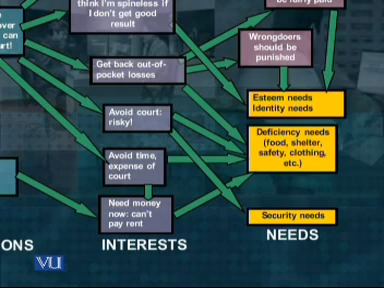 think I'm spineless if
I don't get good
result
be fairly paid
over
can
urt!
Wrongdoers
should be
punished
Get back out-of-
pocket losses
Esteem needs
Identity needs
Avoid court:
risky!
Deficiency needs
(food, shelter,
safety, clothing,
etc.)
Avoid time,
expense of
court
Need money
now: can't
pay rent
Security needs
ONS
INTERESTS
NEEDS
VU